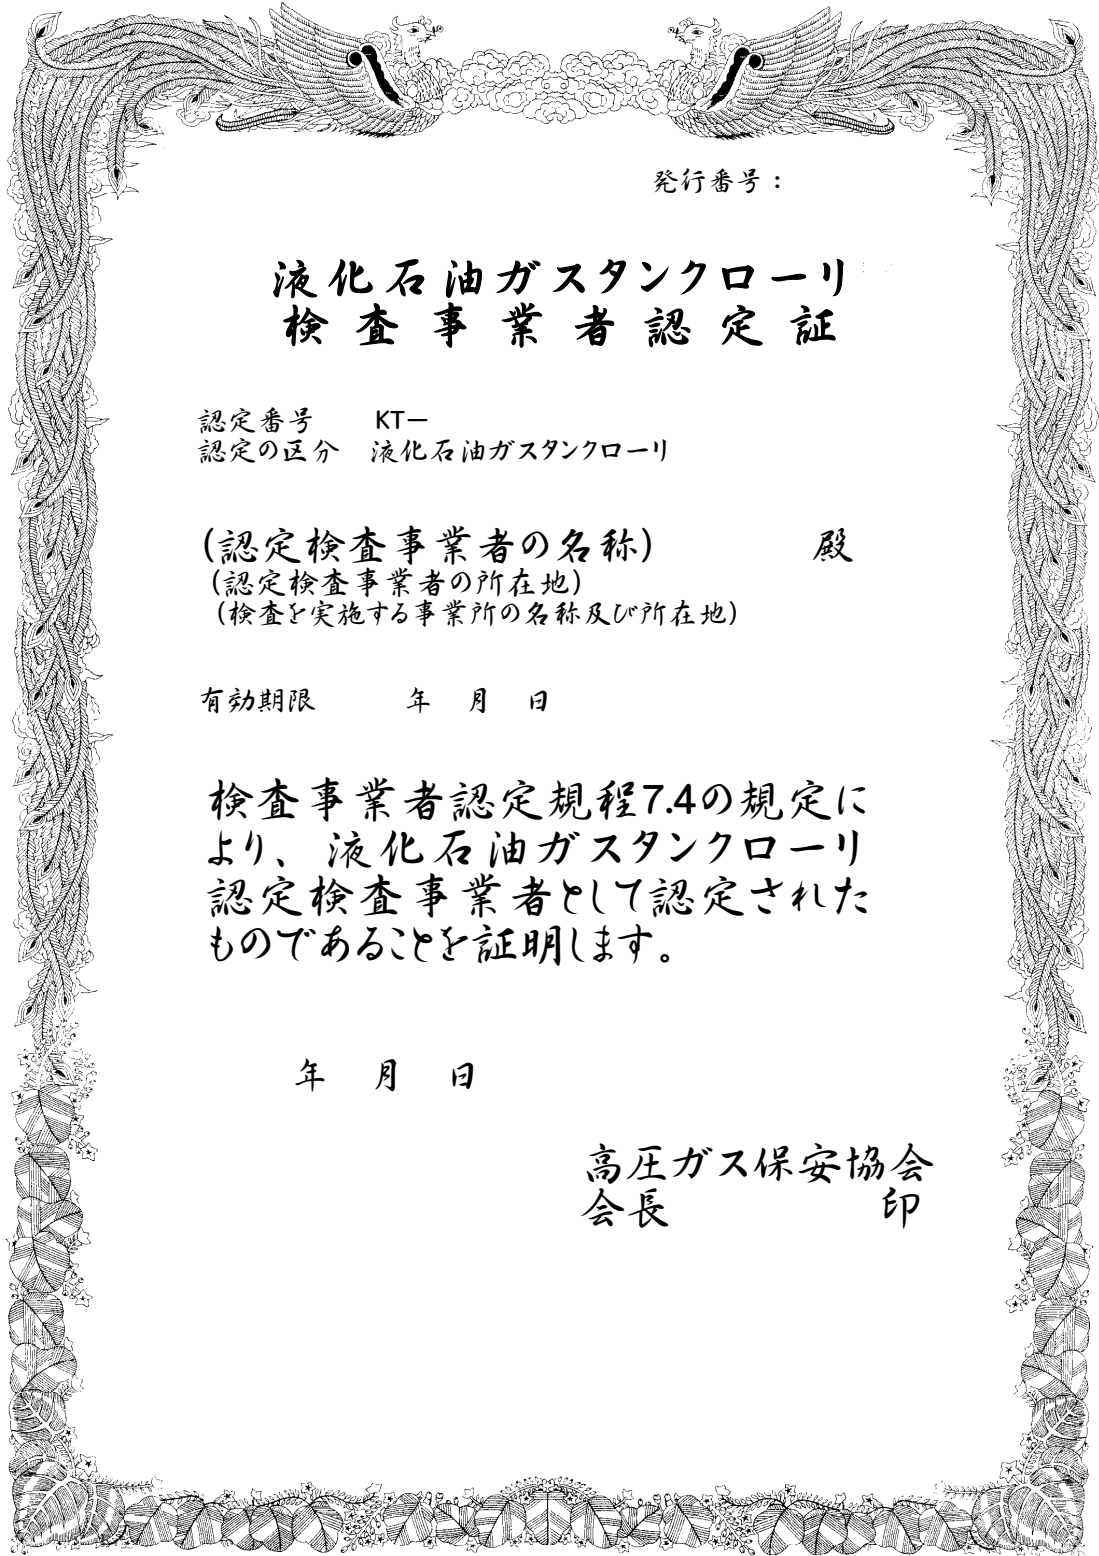 発行番号：
液化石油ガスタンクローリ
検査事業者認定証
認定番号　　KT－
認定の区分　液化石油ガスタンクローリ
（認定検査事業者の名称）　　　　殿
（認定検査事業者の所在地）
（検査を実施する事業所の名称及び所在地）
有効期限　　　年　月　日
検査事業者認定規程7.4の規定に
より、液化石油ガスタンクローリ
認定検査事業者として認定された
ものであることを証明します。
年　月　日
高圧ガス保安協会
会長　　　　　印